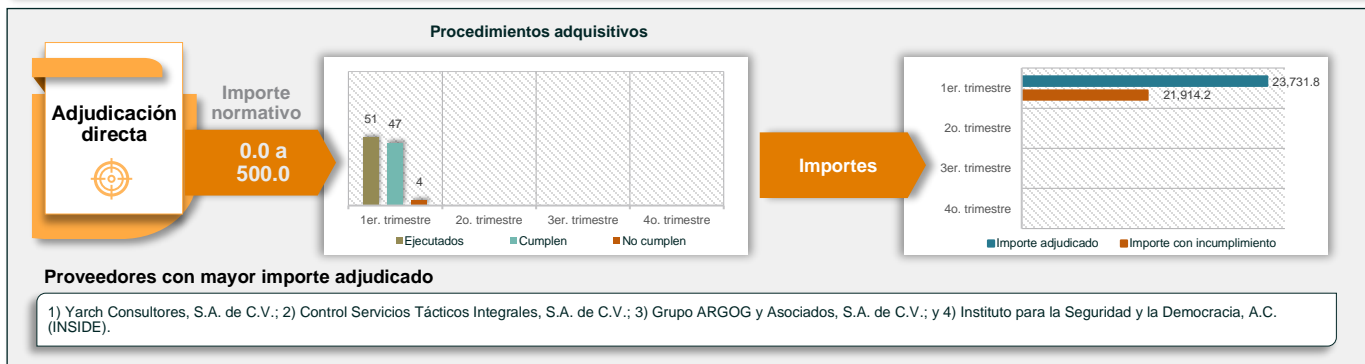 Procedimientos adquisitivos
Adjudicación
directa
Importe
normativo
0.0 a
500.0
51
47
4
1er. trimestre
2o. trimestre
3er. trimestre
4o. trimestre
Ejecutados
Cumplen
No cumplen
Importes
1er. trimestre
2o. trimestre
3er. trimestre
4o. trimestre
23,731.8
21,914.2
Importe adjudicado
Importe con incumplimiento
Proveedores con mayor importe adjudicado
1) Yarch Consultores, S.A. de C.V.; 2) Control Servicios Tácticos Integrales, S.A. de C.V.; 3) Grupo ARGOG y Asociados, S.A. de C.V.; y 4) Instituto para la Seguridad y la Democracia, A.C.
(INSIDE).